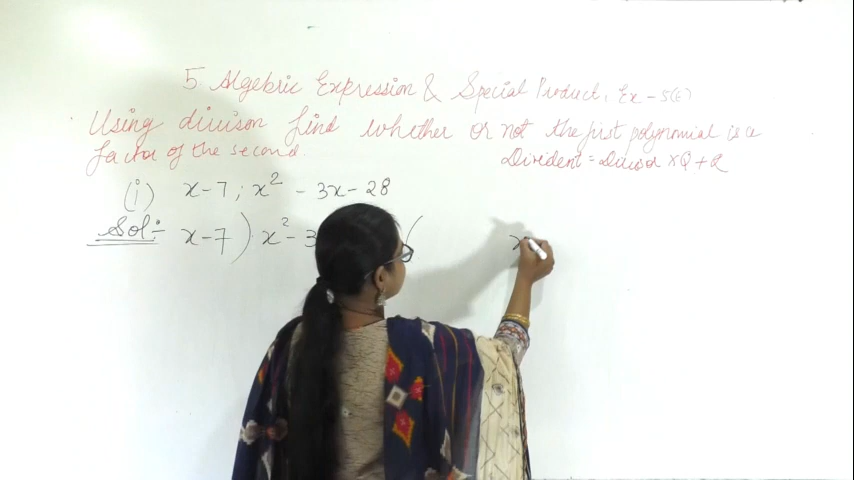 5 Algebric Expression & Special Product, Ex-5(E)
Using divison find whether or not the first polynomial is a
factor of the second.
Divident = Divisor × Q + R
(i) x-7 ; x² - 3x - 28
Sol:- x-7 ) x² - 3 (
x